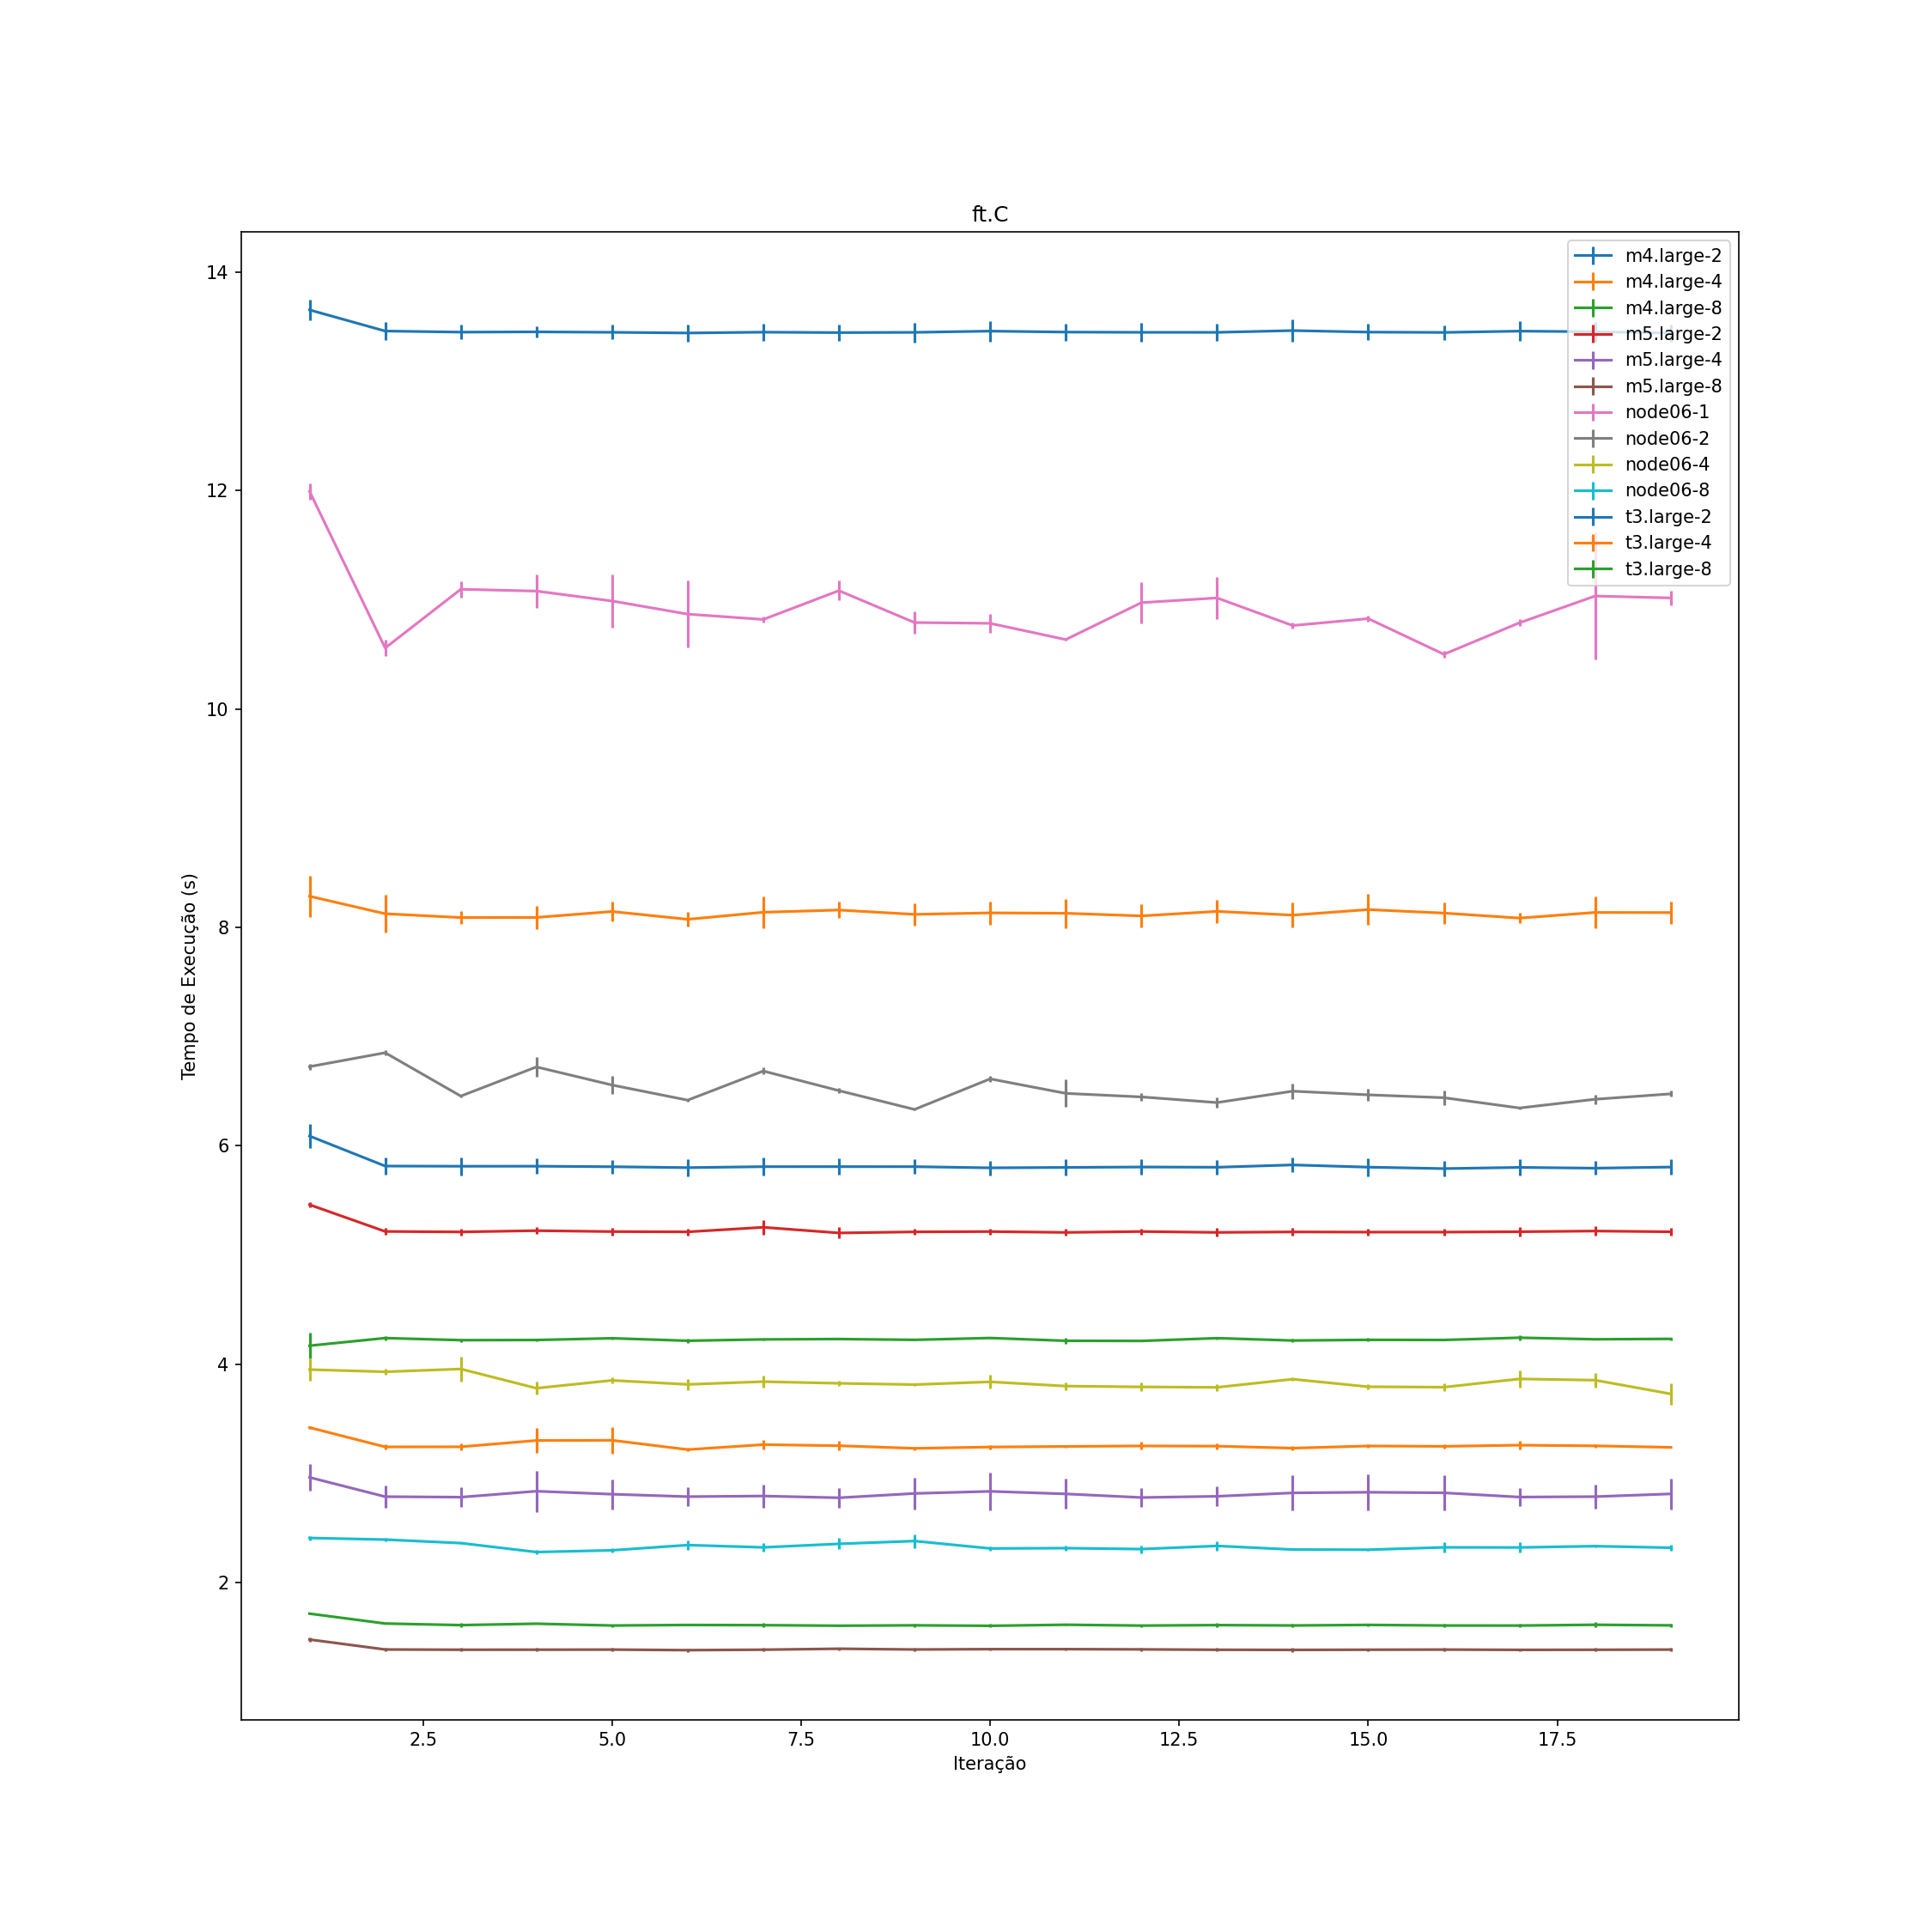 ft.C
14
12
10
8
6
4
2
Tempo de Execução (s)
m4.large-2
m4.large-4
m4.large-8
m5.large-2
m5.large-4
m5.large-8
node06-1
node06-2
node06-4
node06-8
t3.large-2
t3.large-4
t3.large-8
2.5 5.0 7.5 10.0 12.5 15.0 17.5
Iteração